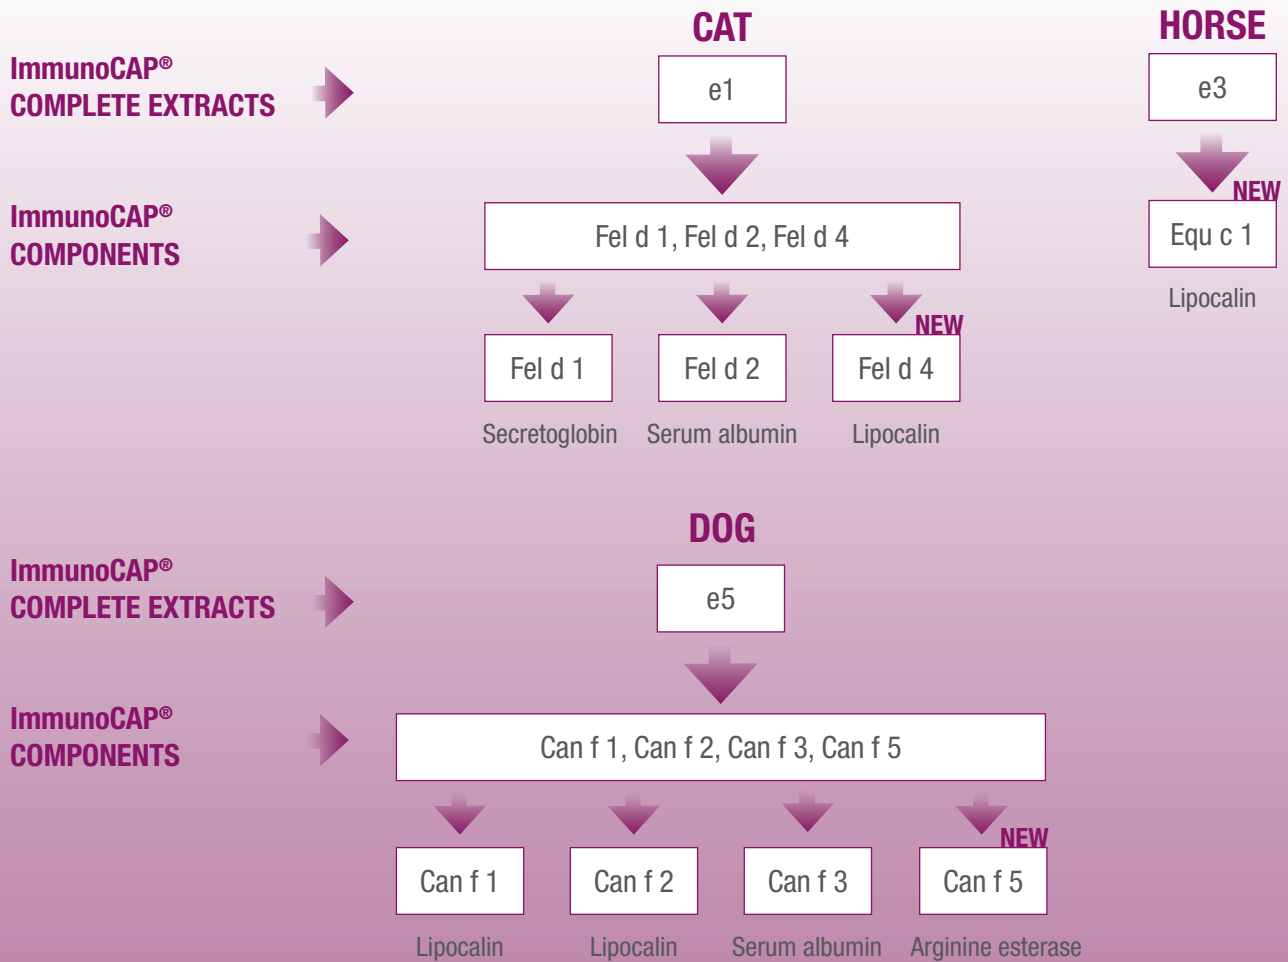 CAT
HORSE
ImmunoCAP®
COMPLETE EXTRACTS
e1
e3
ImmunoCAP®
COMPONENTS
Fel d 1, Fel d 2, Fel d 4
NEW
Equ c 1
Lipocalin
NEW
Fel d 1
Fel d 2
Fel d 4
Secretoglobin
Serum albumin
Lipocalin
DOG
ImmunoCAP®
COMPLETE EXTRACTS
e5
ImmunoCAP®
COMPONENTS
Can f 1, Can f 2, Can f 3, Can f 5
NEW
Can f 1
Can f 2
Can f 3
Can f 5
Lipocalin
Lipocalin
Serum albumin
Arginine esterase